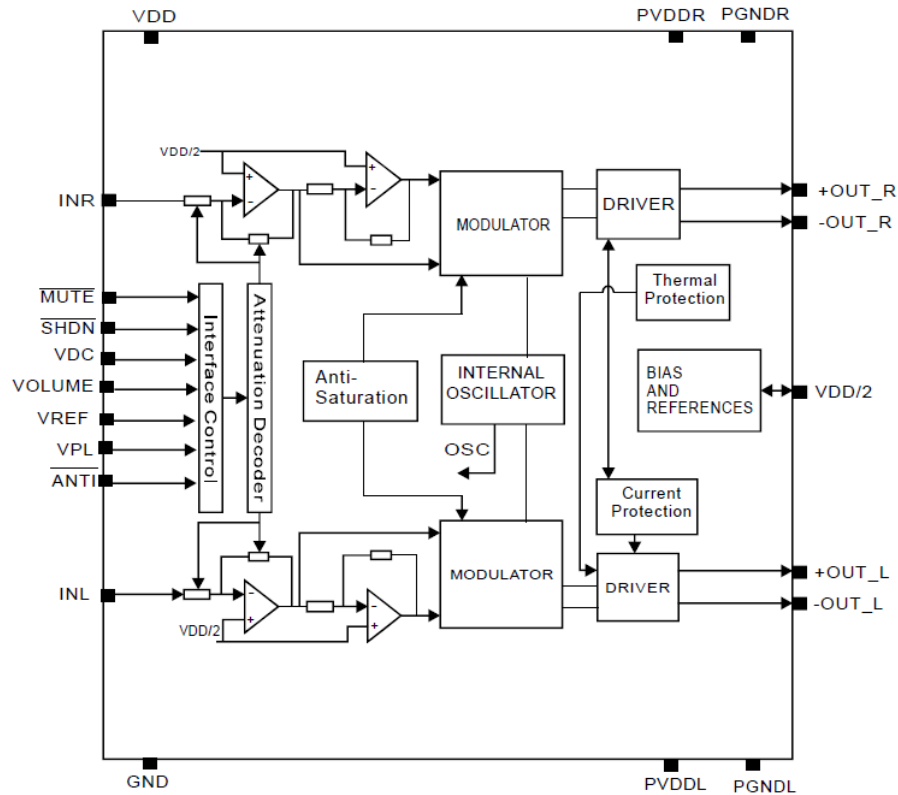 VDD
PVDDR
PGNDR
VDD/2
+
-
+
-
INR
MODULATOR
DRIVER
+OUT_R
-OUT_R
Thermal
Protection
MUTE
SHDN
VDC
VOLUME
VREF
VPL
ANTI
Interface Control
Attenuation Decoder
Anti-
Saturation
INTERNAL
OSCILLATOR
OSC
BIAS
AND
REFERENCES
VDD/2
Current
Protection
INL
-
+
-
+
VDD/2
MODULATOR
DRIVER
+OUT_L
-OUT_L
GND
PVDDL
PGNDL